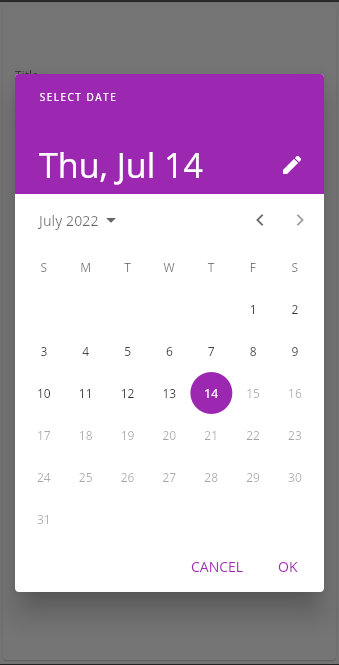 Title
SELECT DATE
Thu, Jul 14
July 2022
S M T W T F S
1 2
3 4 5 6 7 8 9
10 11 12 13 14 15 16
17 18 19 20 21 22 23
24 25 26 27 28 29 30
31
CANCEL OK